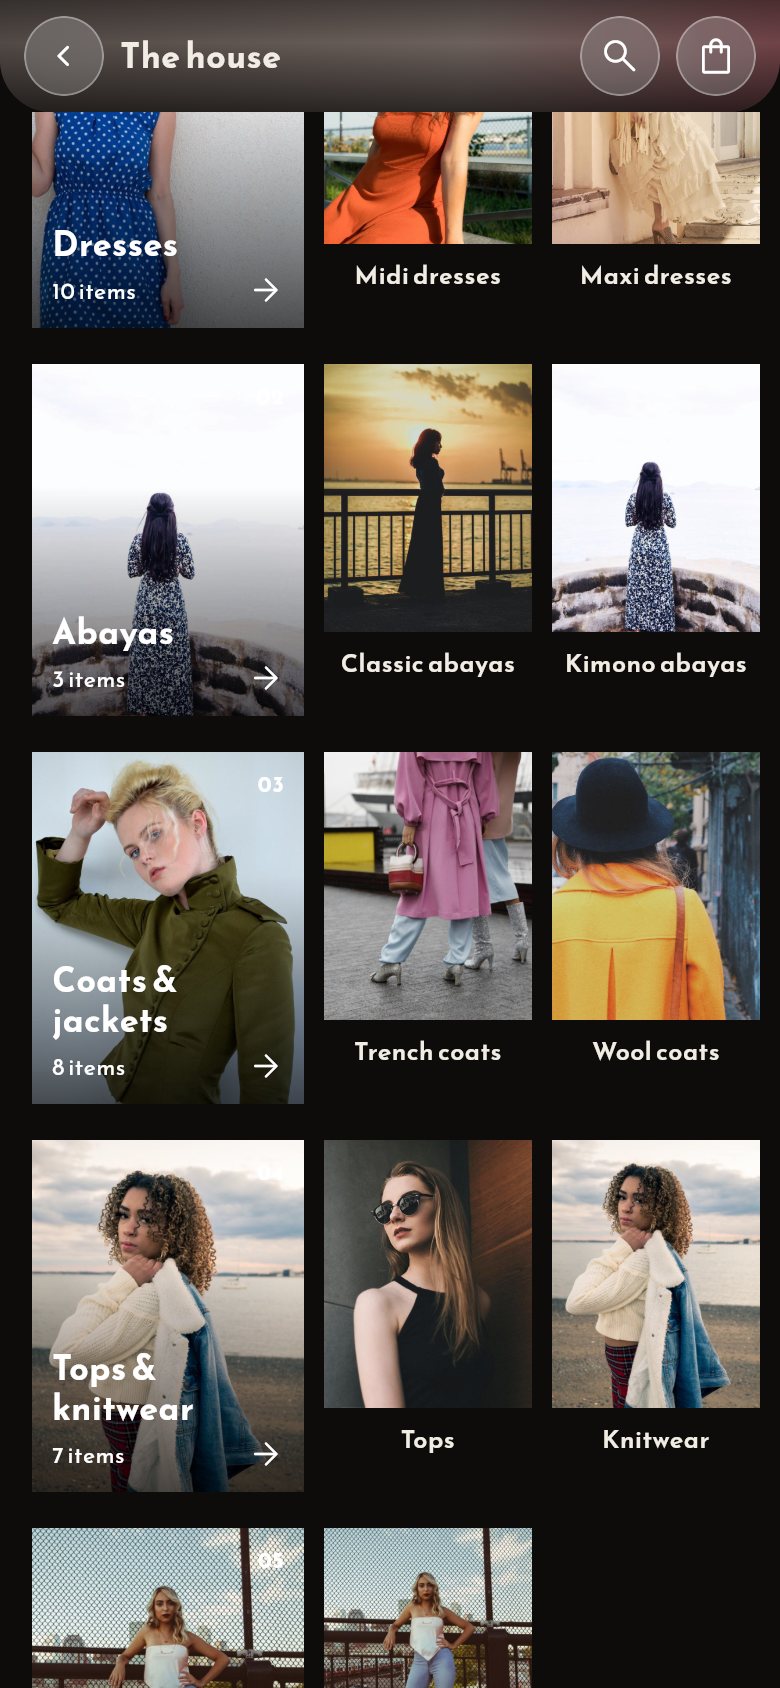 The house
Dresses
10 items
Midi dresses
Maxi dresses
Abayas
3 items
Classic abayas
Kimono abayas
03
Coats &
jackets
8 items
Trench coats
Wool coats
Tops &
knitwear
7 items
Tops
Knitwear
05